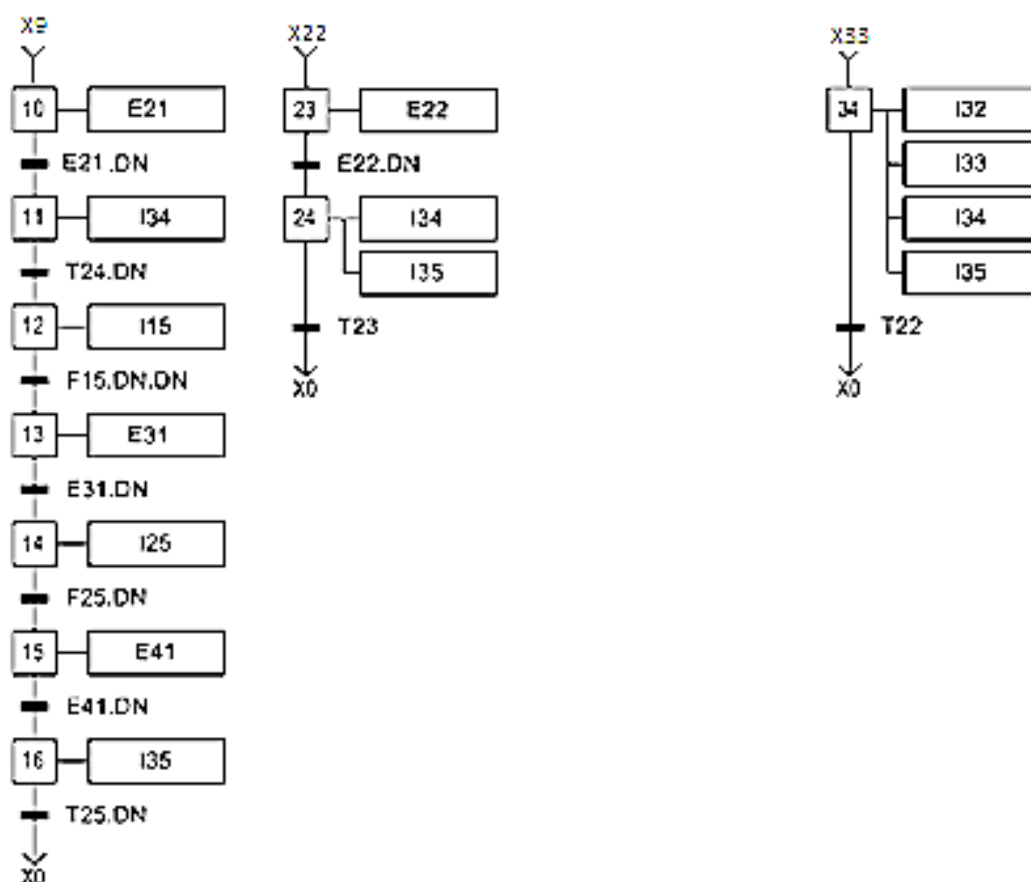 X9
10 E21
E21.DN
11 I34
T24.DN
12 I15
F15.DN.DN
13 E31
E31.DN
14 I25
F25.DN
15 E41
E41.DN
16 I35
T25.DN
X0
X22
23 E22
E22.DN
24 I34
I35
T23
X0
X33
34 I32
I33
I34
I35
T22
X0